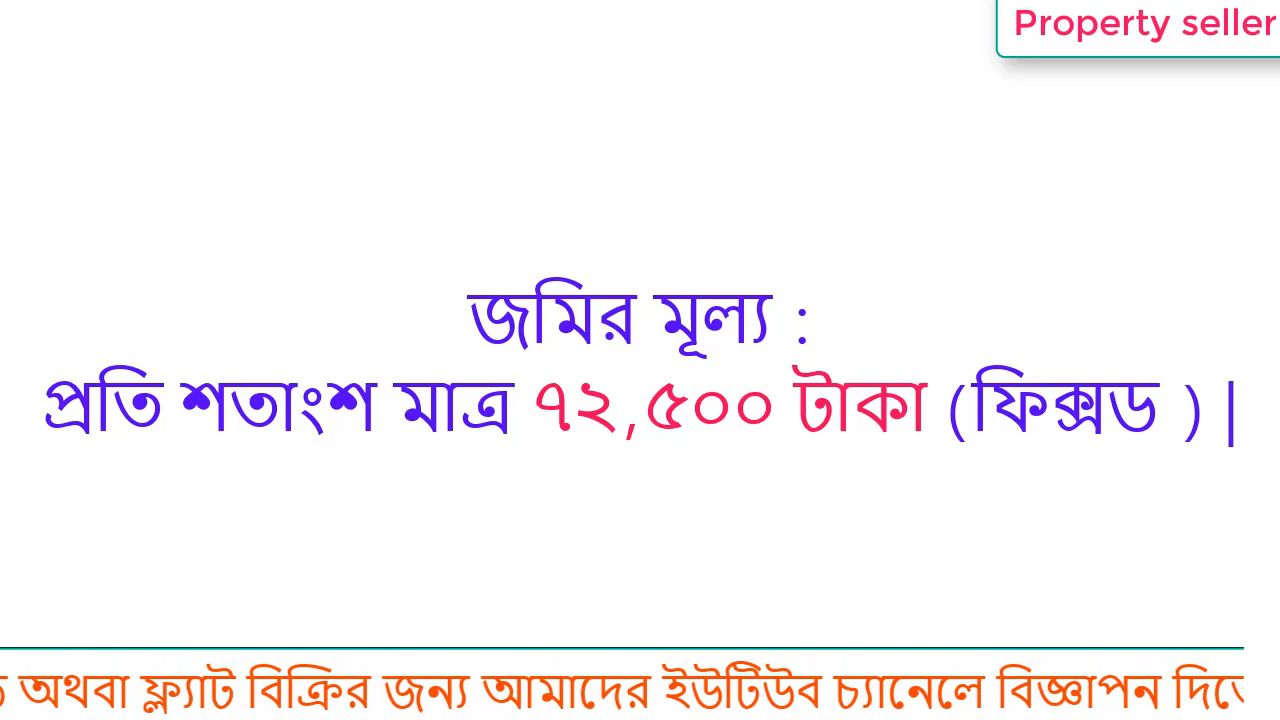 Property seller
জমির মূল্য :
প্রতি শতাংশ মাত্র ৭২,৫০০ টাকা (ফিক্সড ) |
অথবা ফ্ল্যাট বিক্রির জন্য আমাদের ইউটিউব চ্যানেলে বিজ্ঞাপন দিতে